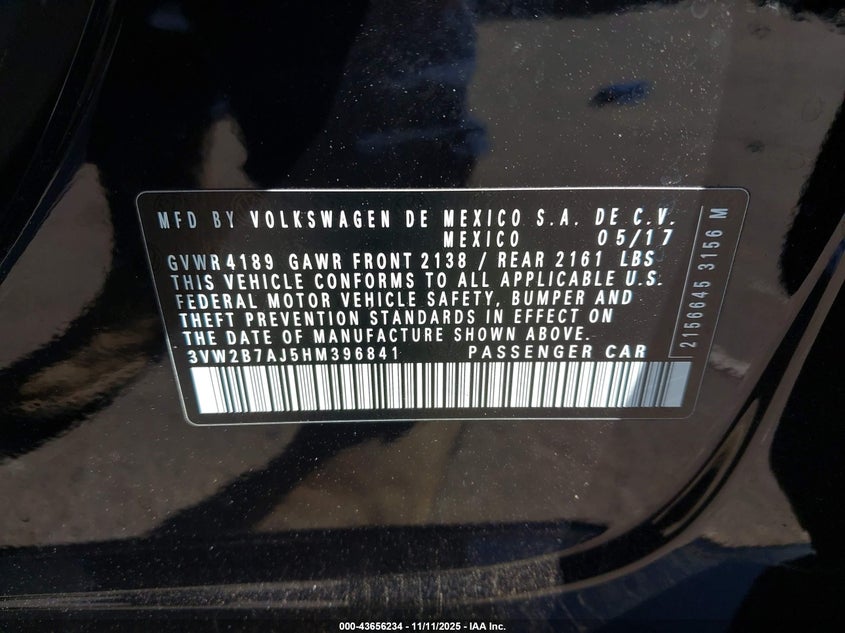 MFD BY VOLKSWAGEN DE MEXICO S.A. DE C.V.
MEXICO 05/17
GVWR 4189 GAWR FRONT 2138 / REAR 2161 LBS
THIS VEHICLE CONFORMS TO ALL APPLICABLE U.S.
FEDERAL MOTOR VEHICLE SAFETY, BUMPER AND
THEFT PREVENTION STANDARDS IN EFFECT ON
THE DATE OF MANUFACTURE SHOWN ABOVE.
3VW2B7AJ5HM396841 PASSENGER CAR
2156645 3156 M
000-43656234 - 11/11/2025 - IAA Inc.